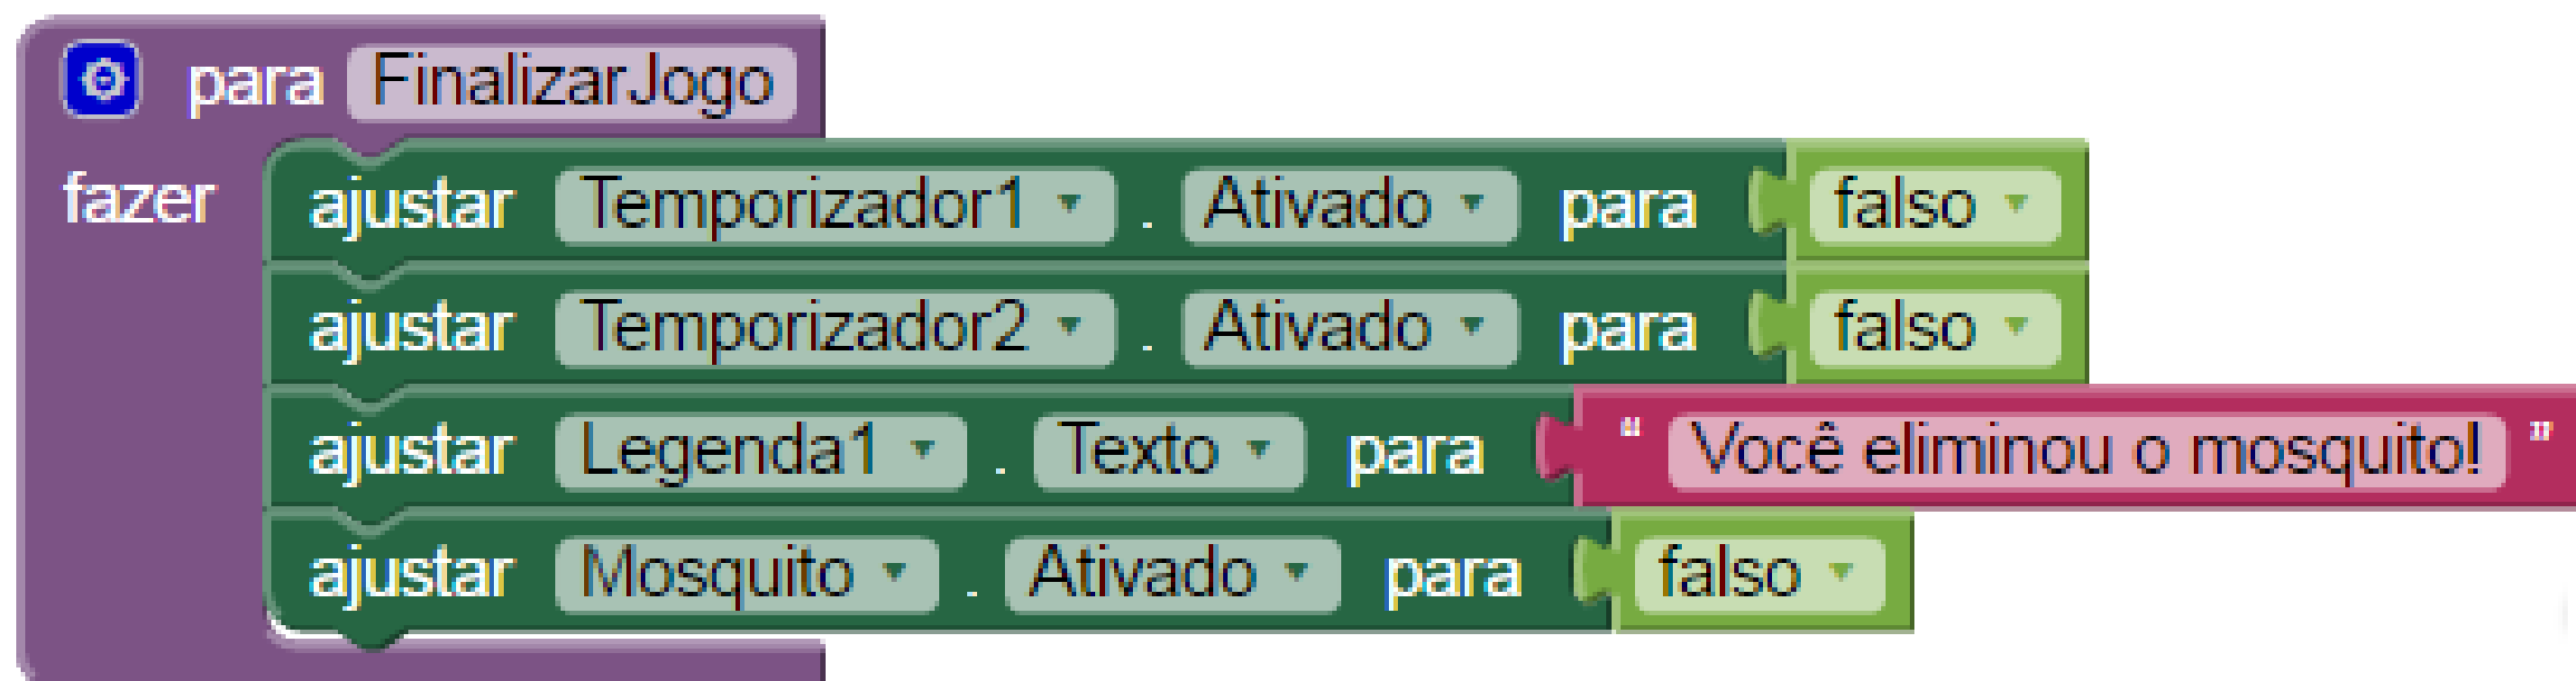 para FinalizarJogo
fazer ajustar Temporizador1 . Ativado para falso
ajustar Temporizador2 . Ativado para falso
ajustar Legenda1 . Texto para “ Você eliminou o mosquito! ”
ajustar Mosquito . Ativado para falso